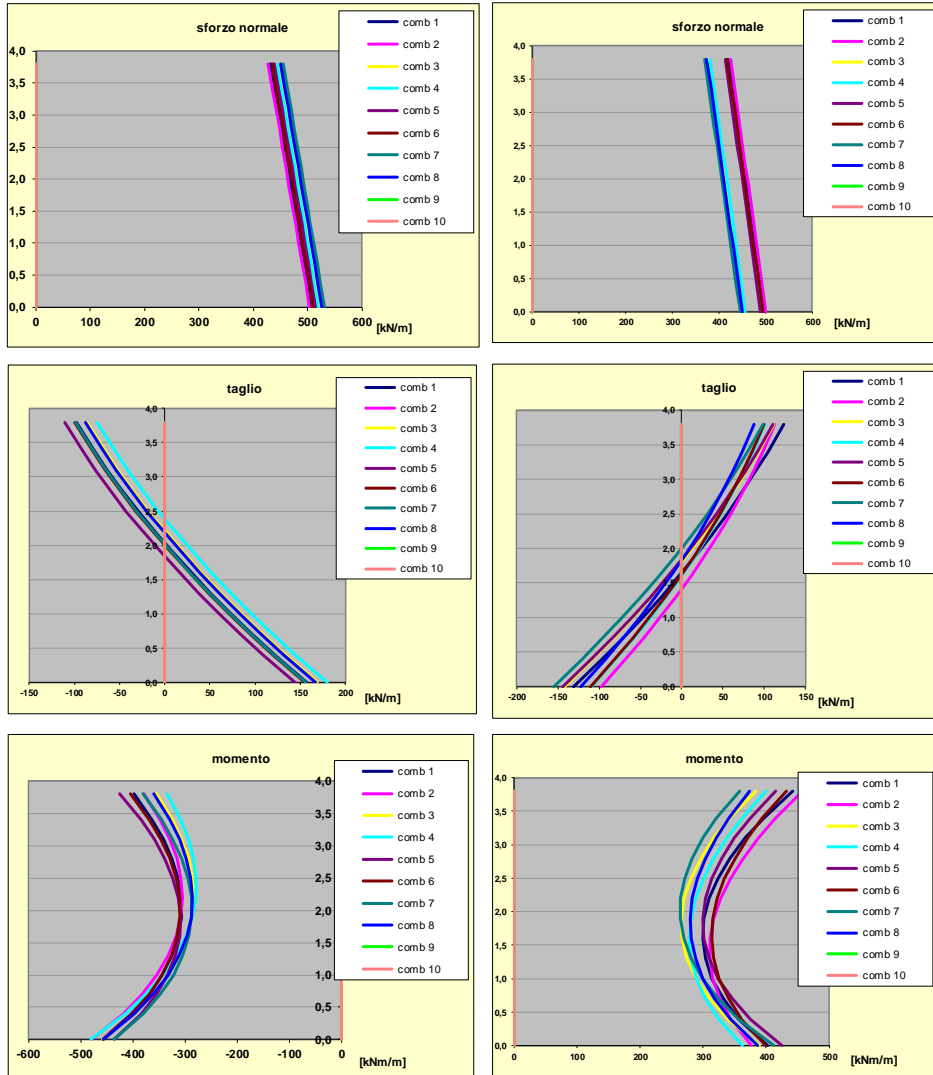 sforzo normale
comb 1
comb 2
comb 3
comb 4
comb 5
comb 6
comb 7
comb 8
comb 9
comb 10
4,0
3,5
3,0
2,5
2,0
1,5
1,0
0,5
0,0
0 100 200 300 400 500 600
[kN/m]
sforzo normale
comb 1
comb 2
comb 3
comb 4
comb 5
comb 6
comb 7
comb 8
comb 9
comb 10
4,0
3,5
3,0
2,5
2,0
1,5
1,0
0,5
0,0
0 100 200 300 400 500 600
[kN/m]
taglio
comb 1
comb 2
comb 3
comb 4
comb 5
comb 6
comb 7
comb 8
comb 9
comb 10
4,0
3,5
3,0
2,5
2,0
1,5
1,0
0,5
0,0
-150 -100 -50 0 50 100 150 200
[kN/m]
taglio
comb 1
comb 2
comb 3
comb 4
comb 5
comb 6
comb 7
comb 8
comb 9
comb 10
4,0
3,5
3,0
2,5
2,0
1,5
1,0
0,5
0,0
-200 -150 -100 -50 0 50 100 150
[kN/m]
momento
comb 1
comb 2
comb 3
comb 4
comb 5
comb 6
comb 7
comb 8
comb 9
comb 10
4,0
3,5
3,0
2,5
2,0
1,5
1,0
0,5
0,0
-600 -500 -400 -300 -200 -100 0
[kNm/m]
momento
comb 1
comb 2
comb 3
comb 4
comb 5
comb 6
comb 7
comb 8
comb 9
comb 10
4,0
3,5
3,0
2,5
2,0
1,5
1,0
0,5
0,0
0 100 200 300 400 500
[kNm/m]